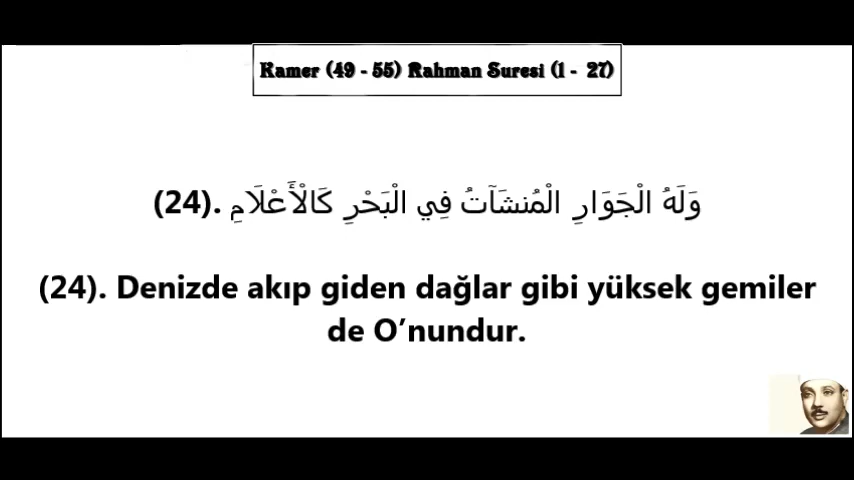 Kamer (49 - 55) Rahman Suresi (1 - 27)
(24). وَلَهُ الْجَوَارِ الْمُنشَآتُ فِي الْبَحْرِ كَالْأَعْلَامِ
(24). Denizde akıp giden dağlar gibi yüksek gemiler
de O’nundur.